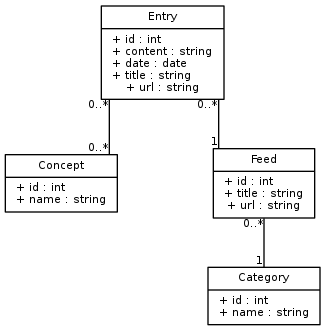 Entry
+ id : int
+ content : string
+ date : date
+ title : string
+ url : string
0..*
0..*
0..*
1
Concept
+ id : int
+ name : string
Feed
+ id : int
+ title : string
+ url : string
0..*
1
Category
+ id : int
+ name : string